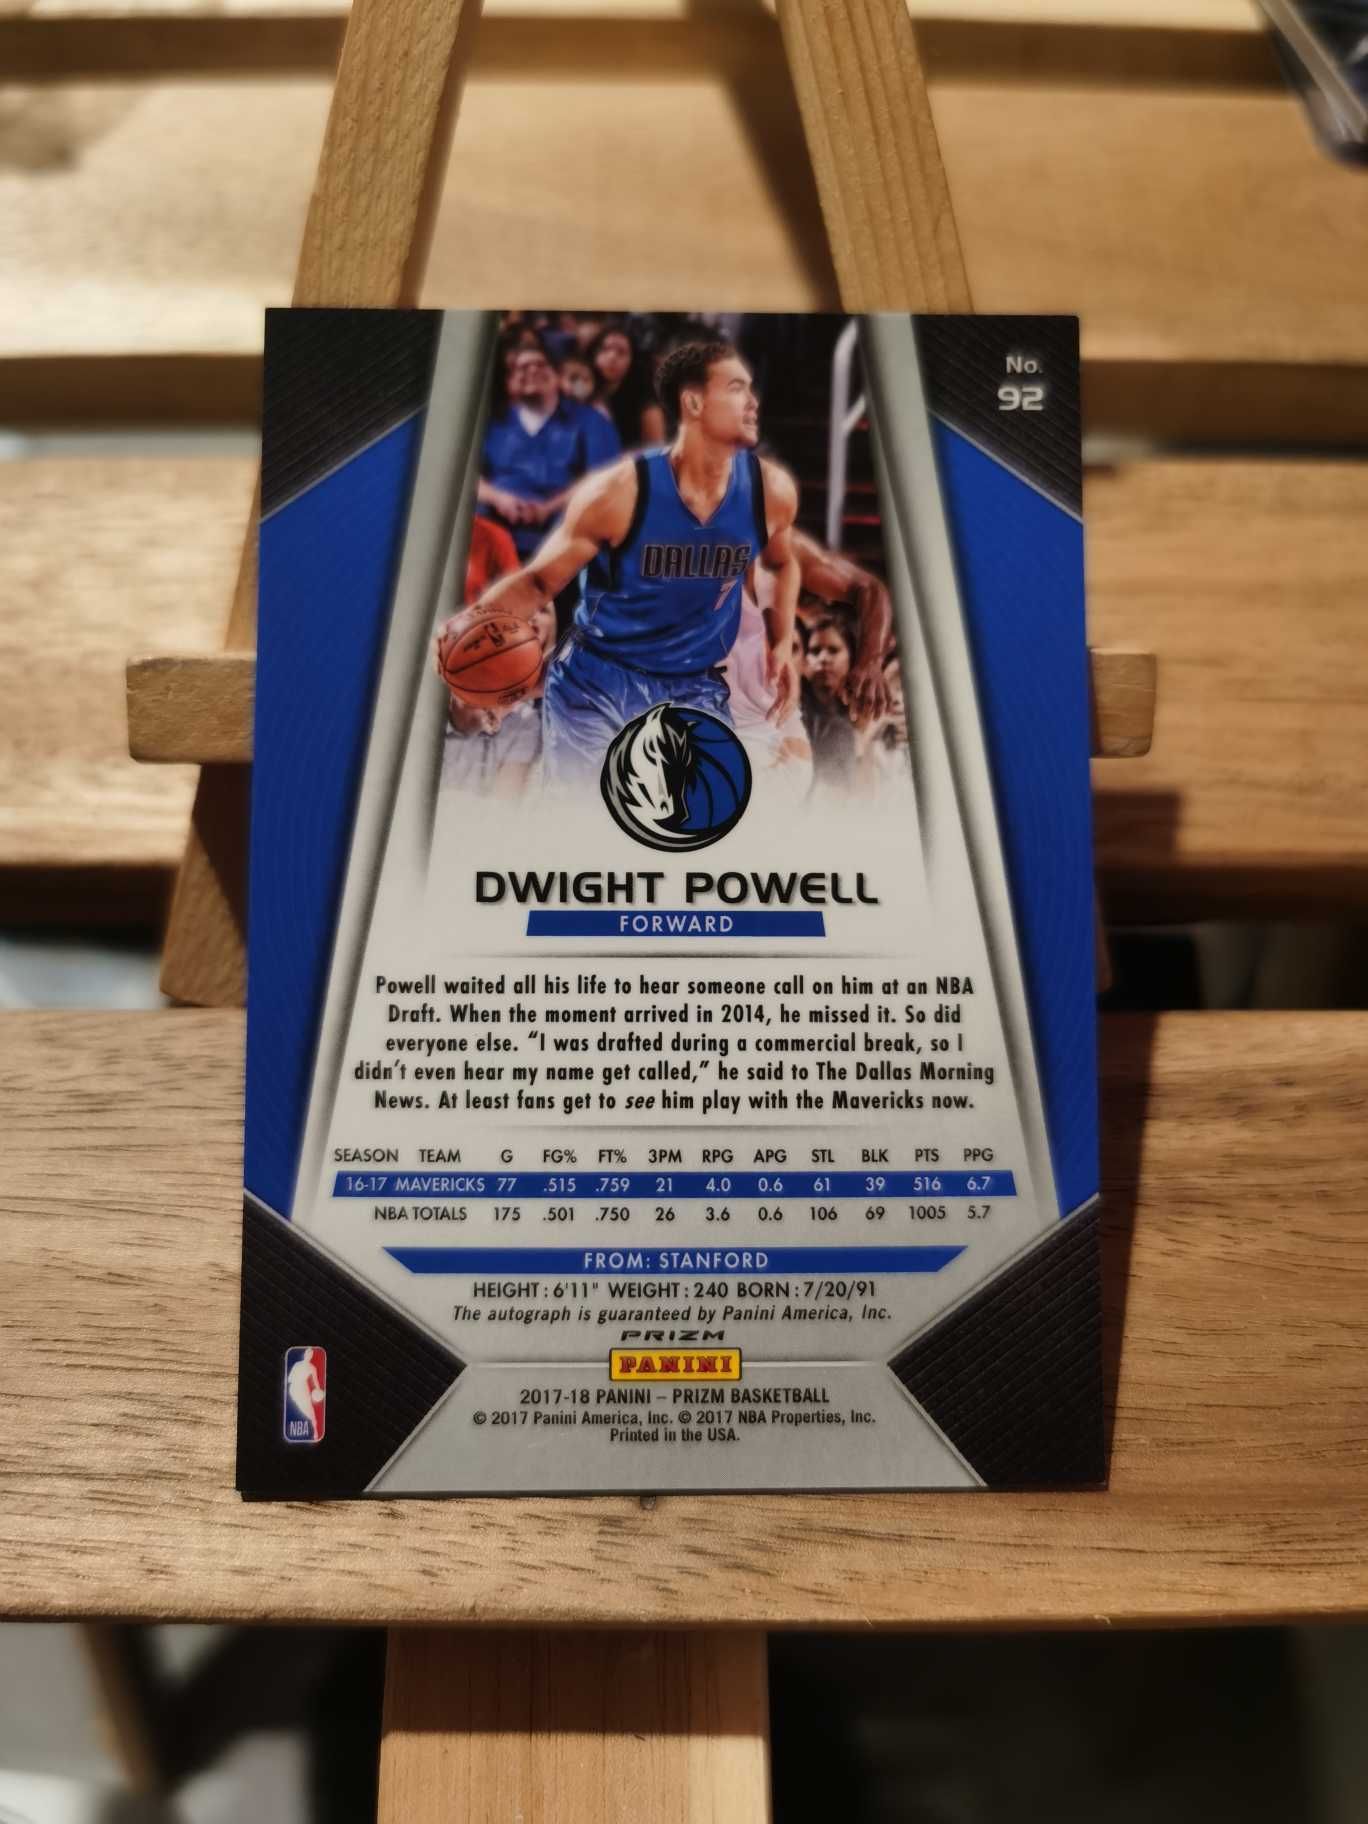 No.
92
DALLAS
7
DWIGHT POWELL
FORWARD
Powell waited all his life to hear someone call on him at an NBA
Draft. When the moment arrived in 2014, he missed it. So did
everyone else. “I was drafted during a commercial break, so I
didn’t even hear my name get called,” he said to The Dallas Morning
News. At least fans get to see him play with the Mavericks now.
SEASON TEAM G FG% FT% 3PM RPG APG STL BLK PTS PPG
16-17 MAVERICKS 77 .515 .759 21 4.0 0.6 61 39 516 6.7
NBA TOTALS 175 .501 .750 26 3.6 0.6 106 69 1005 5.7
FROM: STANFORD
HEIGHT: 6'11" WEIGHT: 240 BORN: 7/20/91
The autograph is guaranteed by Panini America, Inc.
PRIZM
PANINI
NBA
2017-18 PANINI – PRIZM BASKETBALL
© 2017 Panini America, Inc. © 2017 NBA Properties, Inc.
Printed in the USA.